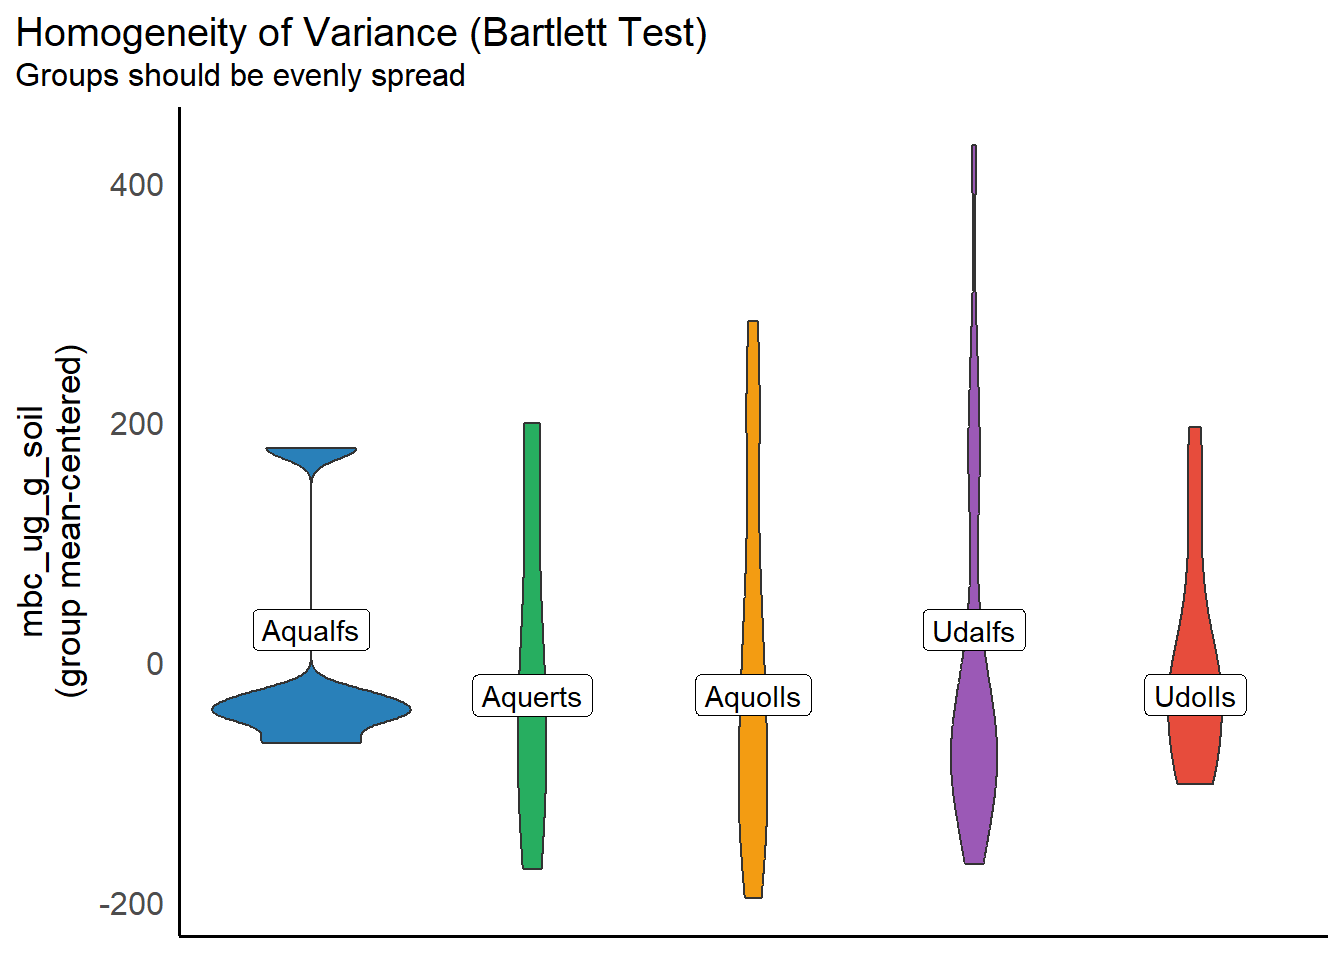 Homogeneity of Variance (Bartlett Test)
Groups should be evenly spread
mbc_ug_g_soil
(group mean-centered)
400
200
0
-200
Aqualfs
Aquerts
Aquolls
Udalfs
Udolls